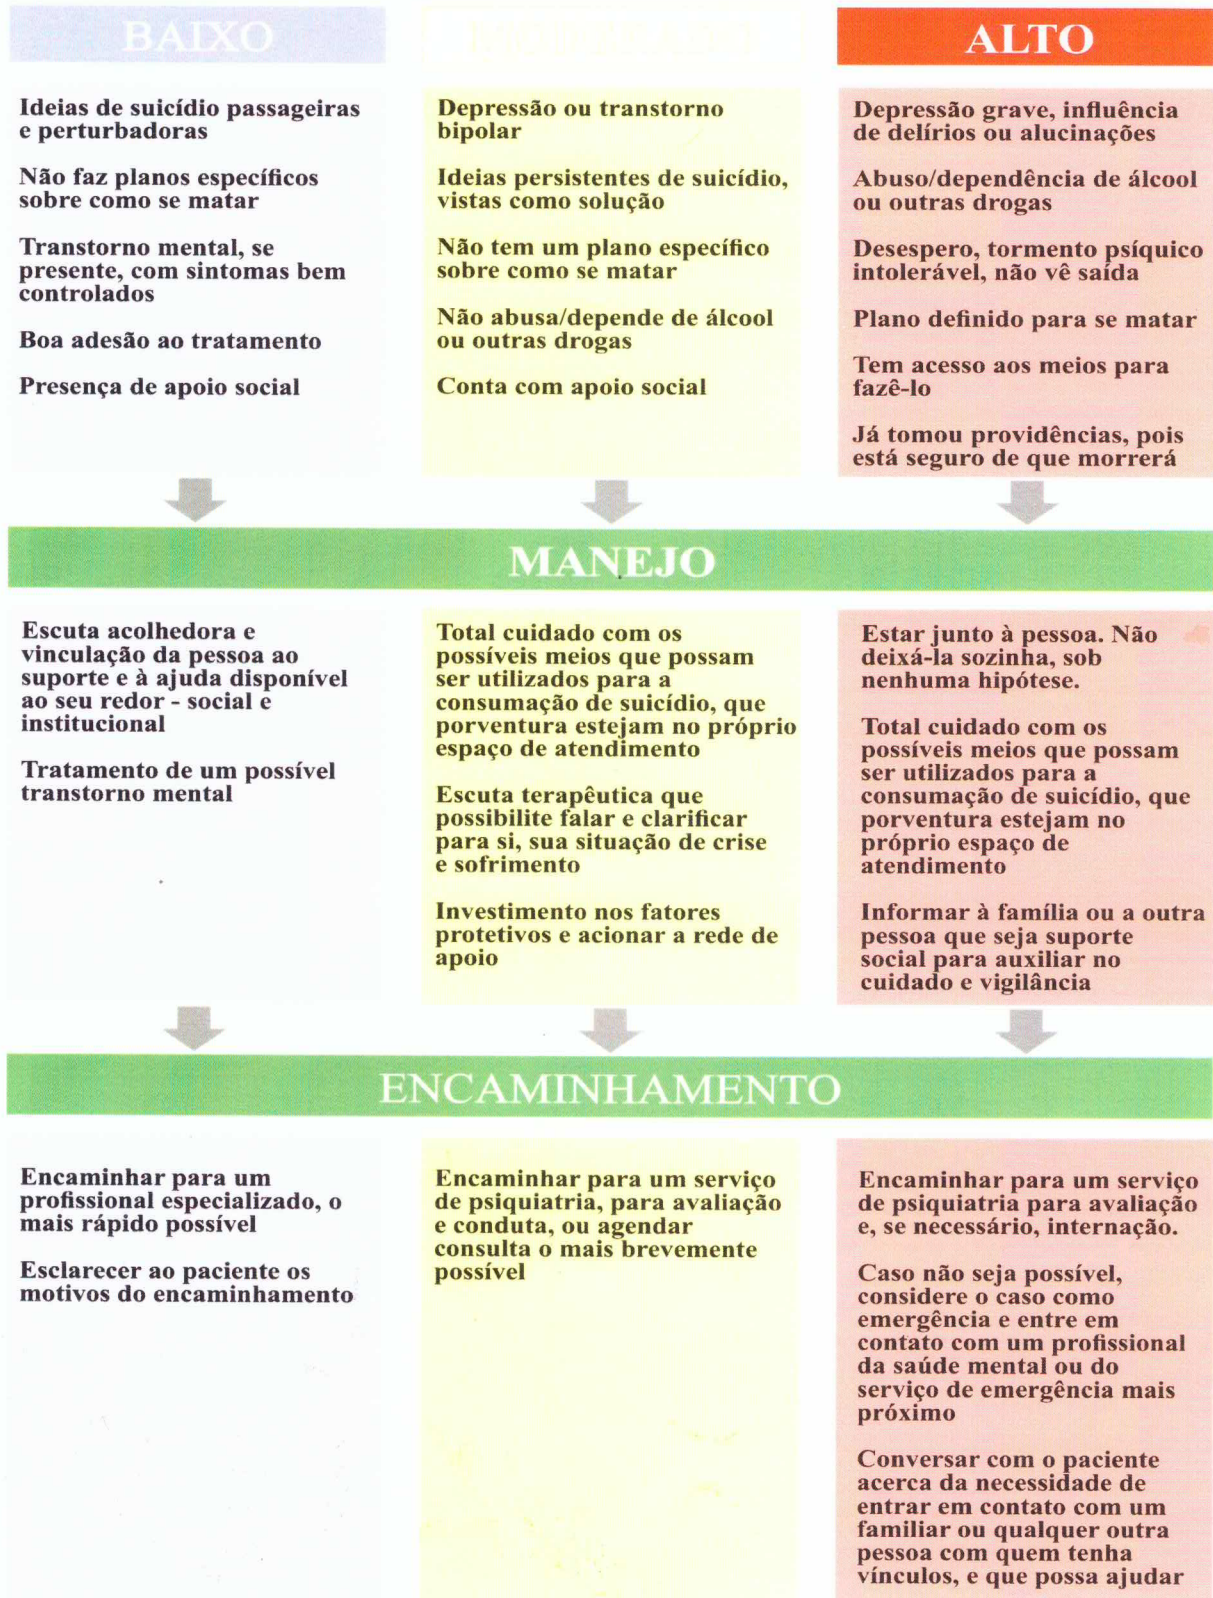 BAIXO
ALTO
Ideias de suicídio passageiras
e perturbadoras
Não faz planos específicos
sobre como se matar
Transtorno mental, se
presente, com sintomas bem
controlados
Boa adesão ao tratamento
Presença de apoio social
Depressão ou transtorno
bipolar
Ideias persistentes de suicídio,
vistas como solução
Não tem um plano específico
sobre como se matar
Não abusa/depende de álcool
ou outras drogas
Conta com apoio social
Depressão grave, influência
de delírios ou alucinações
Abuso/dependência de álcool
ou outras drogas
Desespero, tormento psíquico
intolerável, não vê saída
Plano definido para se matar
Tem acesso aos meios para
fazê-lo
Já tomou providências, pois
está seguro de que morrerá
MANEJO
Escuta acolhedora e
vinculação da pessoa ao
suporte e à ajuda disponível
ao seu redor - social e
institucional
Tratamento de um possível
transtorno mental
Total cuidado com os
possíveis meios que possam
ser utilizados para a
consumação de suicídio, que
porventura estejam no próprio
espaço de atendimento
Escuta terapêutica que
possibilite falar e clarificar
para si, sua situação de crise
e sofrimento
Investimento nos fatores
protetivos e acionar a rede de
apoio
Estar junto à pessoa. Não
deixá-la sozinha, sob
nenhuma hipótese.
Total cuidado com os
possíveis meios que possam
ser utilizados para a
consumação de suicídio, que
porventura estejam no
próprio espaço de
atendimento
Informar à família ou a outra
pessoa que seja suporte
social para auxiliar no
cuidado e vigilância
ENCAMINHAMENTO
Encaminhar para um
profissional especializado, o
mais rápido possível
Esclarecer ao paciente os
motivos do encaminhamento
Encaminhar para um serviço
de psiquiatria, para avaliação
e conduta, ou agendar
consulta o mais brevemente
possível
Encaminhar para um serviço
de psiquiatria para avaliação
e, se necessário, internação.
Caso não seja possível,
considere o caso como
emergência e entre em
contato com um profissional
da saúde mental ou do
serviço de emergência mais
próximo
Conversar com o paciente
acerca da necessidade de
entrar em contato com um
familiar ou qualquer outra
pessoa com quem tenha
vínculos, e que possa ajudar